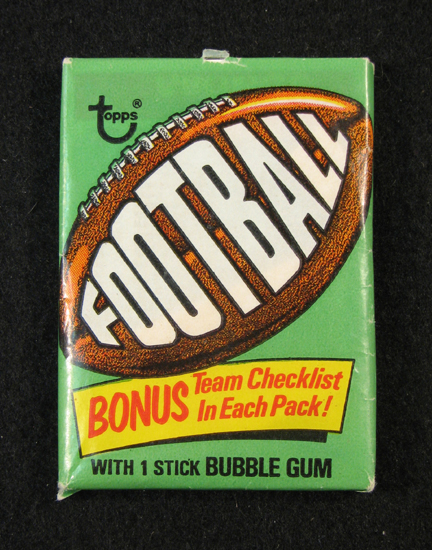 topps®
FOOTBALL
BONUS Team Checklist
In Each Pack!
WITH 1 STICK BUBBLE GUM